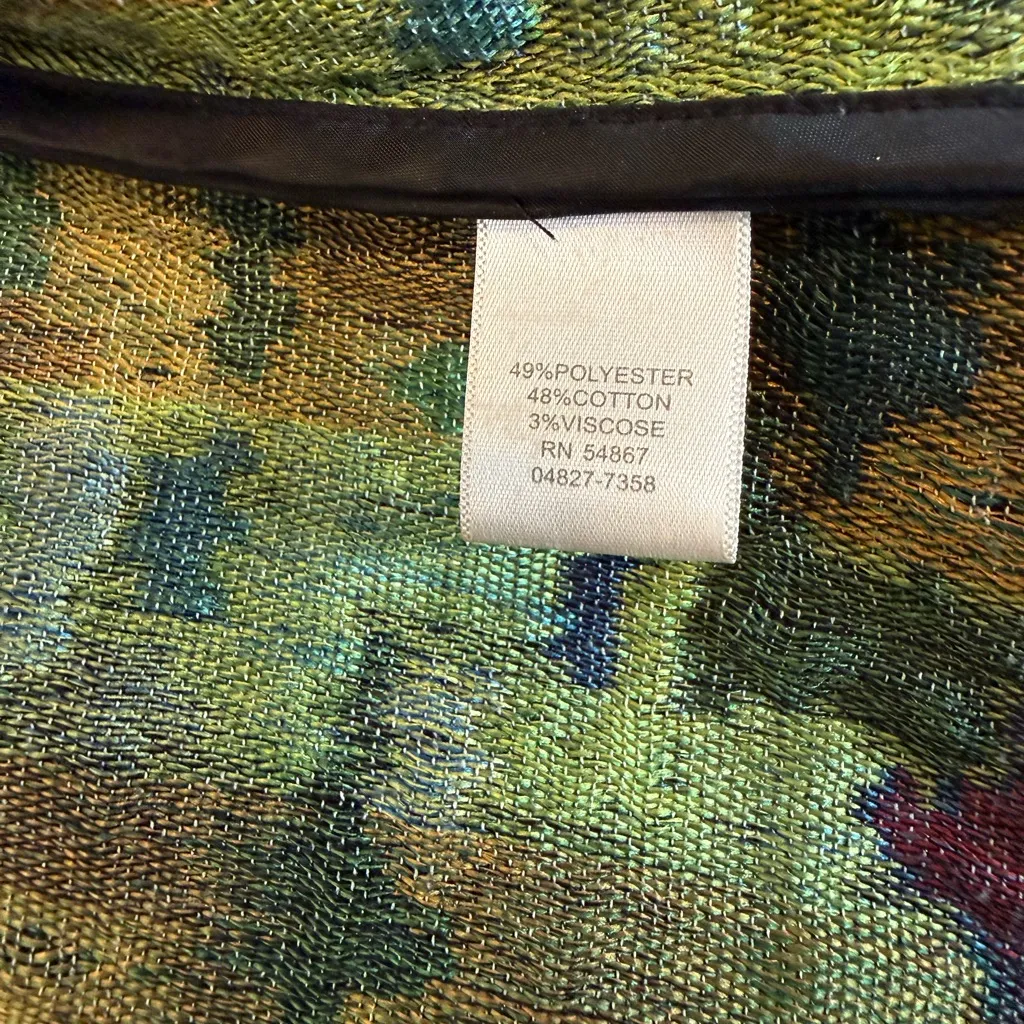 49%POLYESTER
48%COTTON
3%VISCOSE
RN 54867
04827-7358